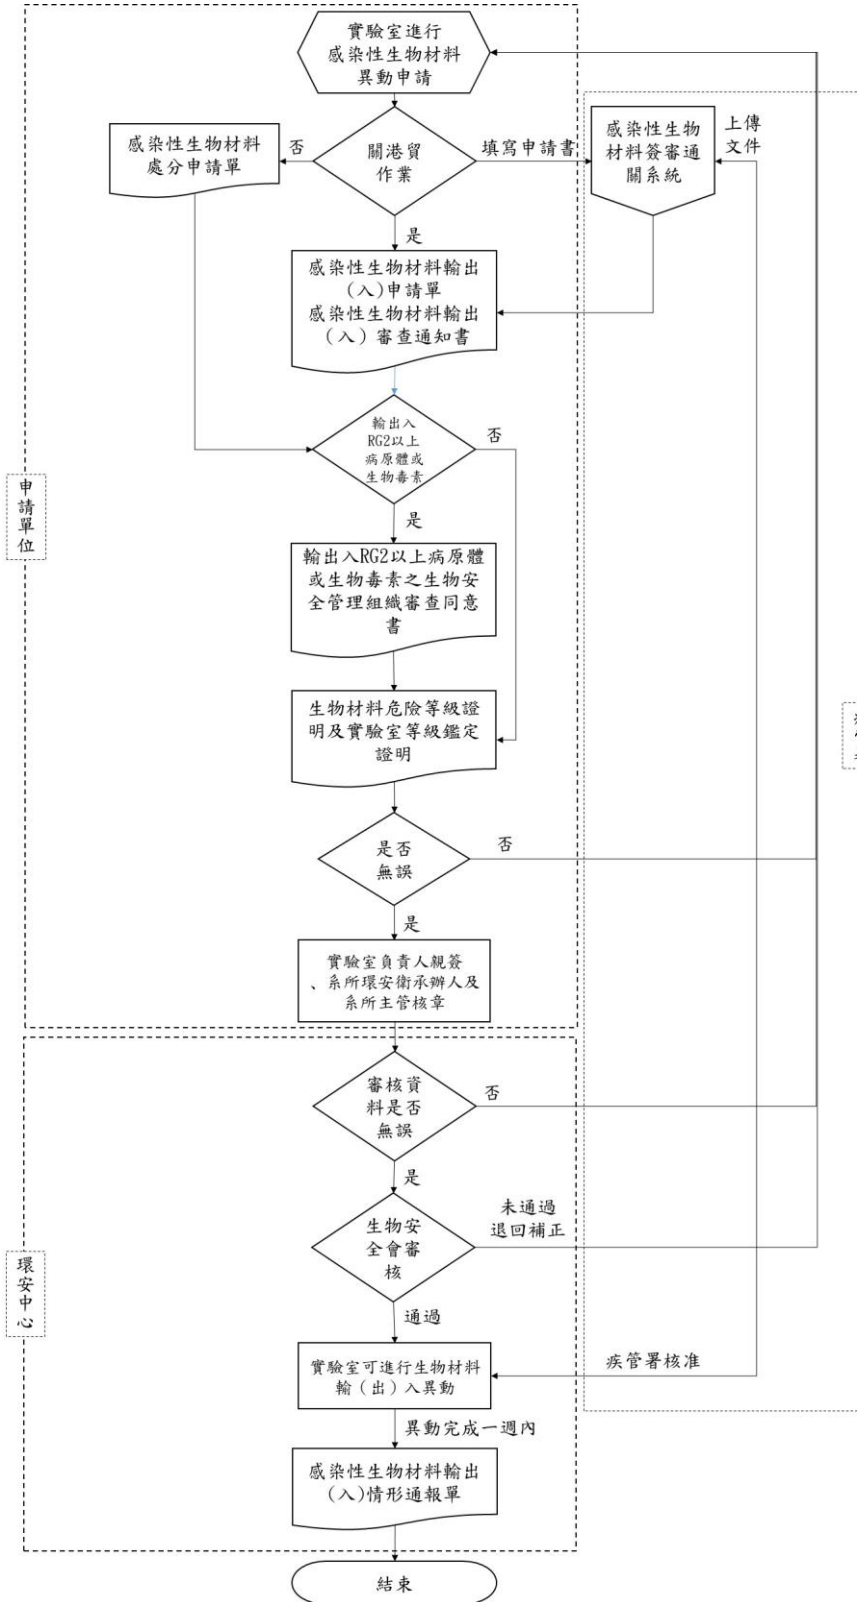 實驗室進行
感染性生物材料
異動申請
感染性生物材料
處分申請單
否
關港貿
作業
填寫申請書
感染性生物
材料簽審通
關系統
上傳
文件
是
感染性生物材料輸出
(入)申請單
感染性生物材料輸出
（入）審查通知書
輸出入
RG2以上
病原體或
生物毒素
否
申請單位
是
輸出入RG2以上病原體
或生物毒素之生物安
全管理組織審查同意
書
生物材料危險等級證
明及實驗室等級鑑定
證明
是否
無誤
否
是
實驗室負責人親簽
、系所環安衛承辦人及
系所主管核章
審核資
料是否
無誤
否
是
生物安
全會審
核
未通過
退回補正
環安中心
通過
實驗室可進行生物材料
輸（出）入異動
疾管署核准
異動完成一週內
感染性生物材料輸出
(入)情形通報單
結束